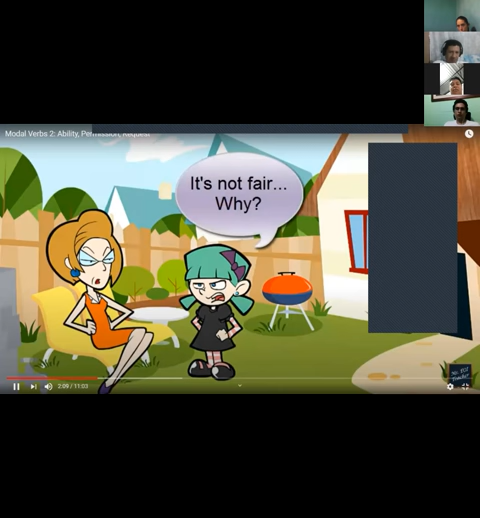 Modal Verbs 2: Ability, Permission, Request
It's not fair...
Why?
2:09 / 11:03